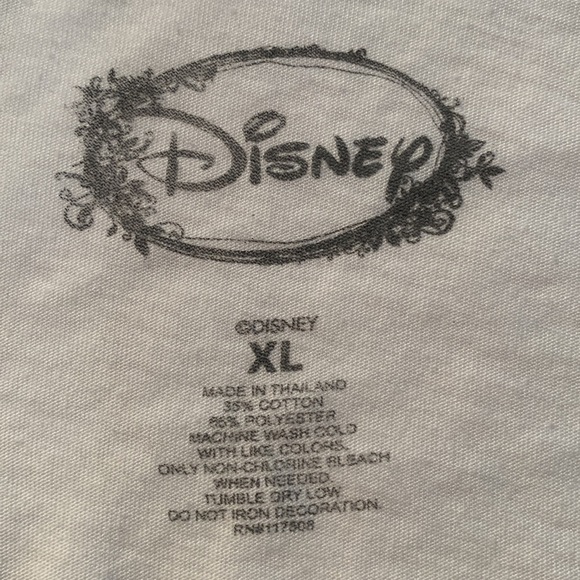 Disney
©DISNEY
XL
MADE IN THAILAND
35% COTTON
65% POLYESTER
MACHINE WASH COLD
WITH LIKE COLORS.
ONLY NON-CHLORINE BLEACH
WHEN NEEDED.
TUMBLE DRY LOW
DO NOT IRON DECORATION.
RN#117508